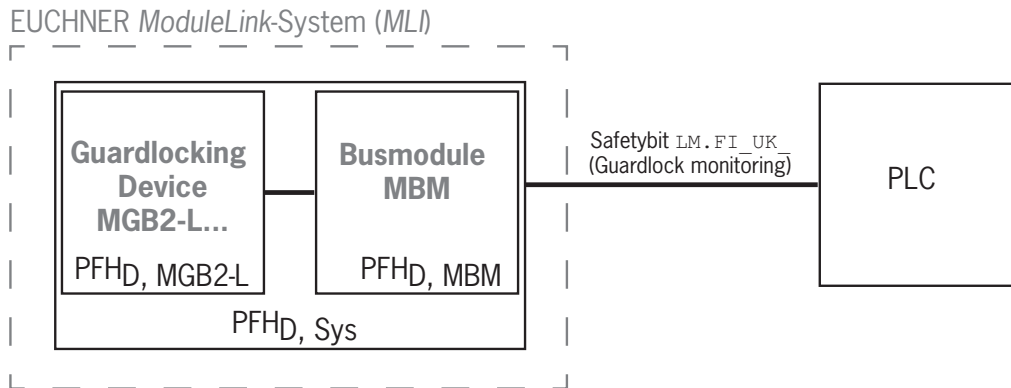 EUCHNER ModuleLink-System (MLI)
Guardlocking
Device
MGB2-L...
PFHD, MGB2-L
Busmodule
MBM
PFHD, MBM
PFHD, Sys
Safetybit LM.FI_UK_
(Guardlock monitoring)
PLC